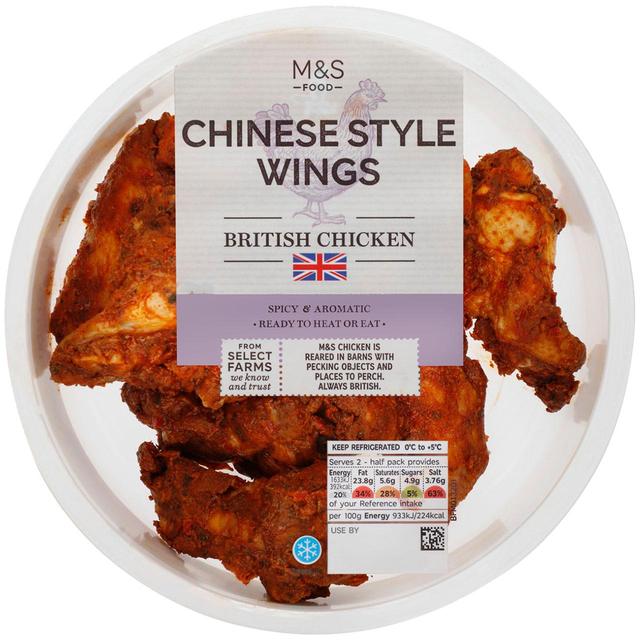 M&S
—FOOD—
CHINESE STYLE
WINGS
BRITISH CHICKEN
SPICY & AROMATIC
• READY TO HEAT OR EAT •
FROM
SELECT
FARMS
we know
and trust
M&S CHICKEN IS
REARED IN BARNS WITH
PECKING OBJECTS AND
PLACES TO PERCH.
ALWAYS BRITISH.
KEEP REFRIGERATED 0°C to +5°C
Serves 2 - half pack provides
Energy Fat Saturates Sugars Salt
1633kJ 23.8g 5.6g 4.9g 3.76g
392kcal
20% 34% 28% 5% 63%
of your Reference intake
per 100g Energy 933kJ/224kcal
USE BY